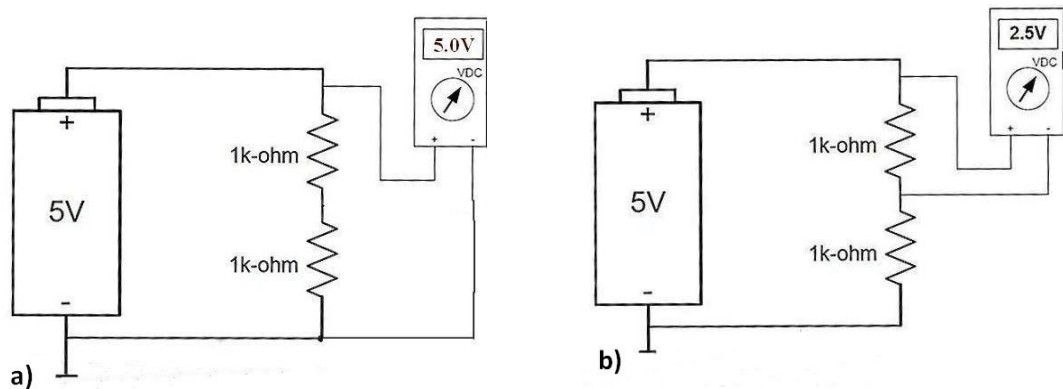 5.0V
VDC
+ -
+
1k-ohm
5V
1k-ohm
-
a)
2.5V
VDC
+ -
+
1k-ohm
5V
1k-ohm
-
b)